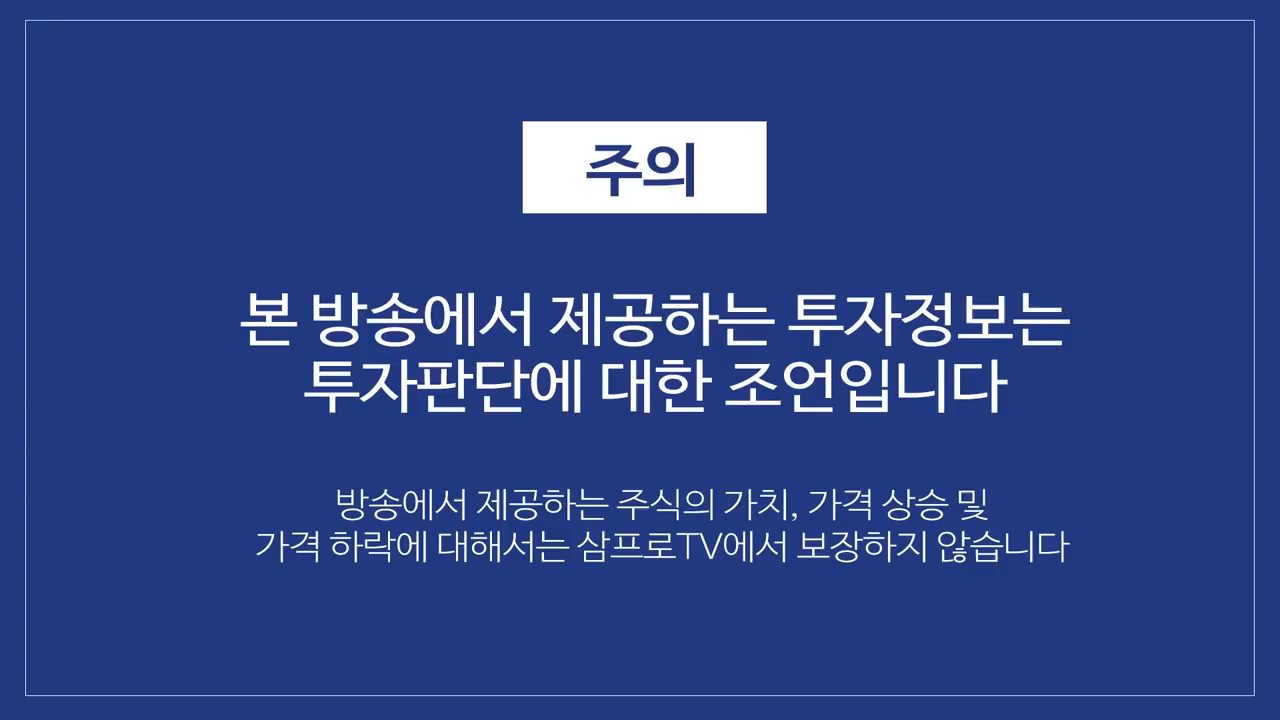 주의
본 방송에서 제공하는 투자정보는
투자판단에 대한 조언입니다
방송에서 제공하는 주식의 가치, 가격 상승 및
가격 하락에 대해서는 삼프로TV에서 보장하지 않습니다